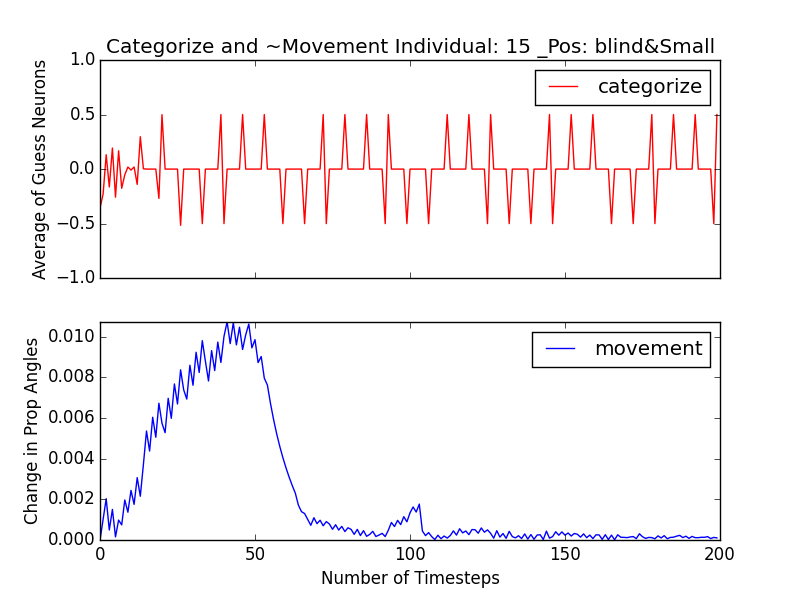 Categorize and ~Movement Individual: 15 _Pos: blind&Small
1.0
0.5
0.0
−0.5
−1.0
Average of Guess Neurons
categorize
0.010
0.008
0.006
0.004
0.002
0.000
Change in Prop Angles
movement
0
50
100
150
200
Number of Timesteps